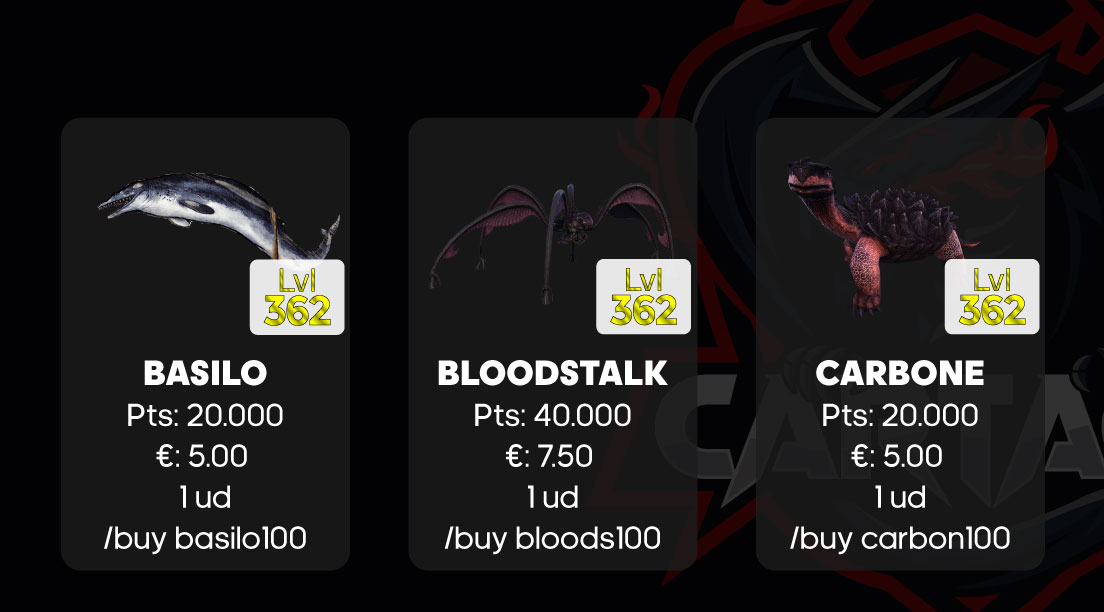 Lvl
362
BASILO
Pts: 20.000
€: 5.00
1 ud
/buy basilo100
Lvl
362
BLOODSTALK
Pts: 40.000
€: 7.50
1 ud
/buy bloods100
Lvl
362
CARBONE
Pts: 20.000
€: 5.00
1 ud
/buy carbon100